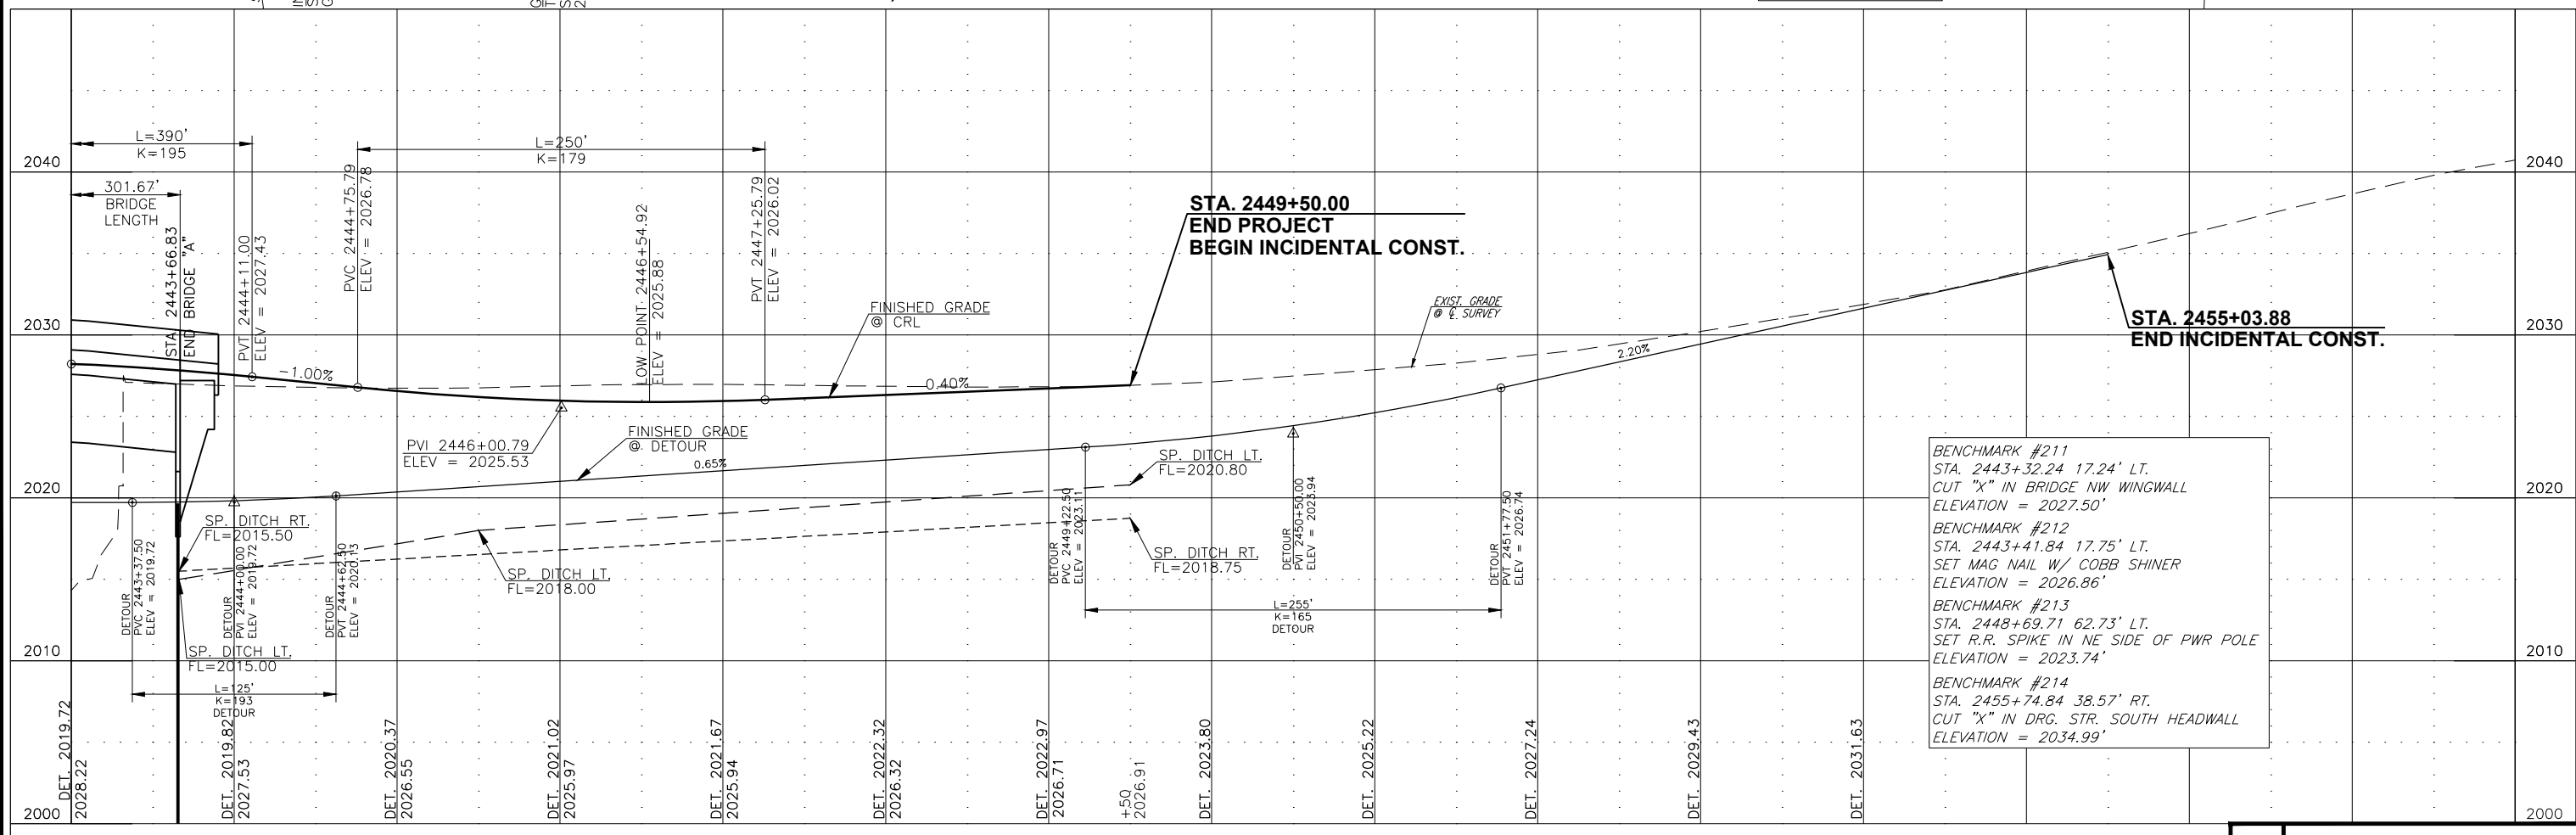 L=390'
K=195
301.67'
BRIDGE
LENGTH
STA. 2443+66.83
END BRIDGE "A"
PVT 2444+11.00
ELEV = 2027.43
-1.00%
PVC 2444+75.79
ELEV = 2026.78
L=250'
K=179
LOW POINT 2446+54.92
ELEV = 2025.88
PVT 2447+25.79
ELEV = 2026.02
PVI 2446+00.79
ELEV = 2025.53
FINISHED GRADE
@ CRL
0.40%
STA. 2449+50.00
END PROJECT
BEGIN INCIDENTAL CONST.
EXIST. GRADE
@ ℄ SURVEY
2.20%
STA. 2455+03.88
END INCIDENTAL CONST.
FINISHED GRADE
@ DETOUR
0.65%
SP. DITCH LT.
FL=2020.80
SP. DITCH RT.
FL=2018.75
SP. DITCH LT.
FL=2018.00
SP. DITCH RT.
FL=2015.50
SP. DITCH LT.
FL=2015.00
DETOUR
PVC 2443+37.50
ELEV = 2019.72
DETOUR
PVI 2444+00.00
ELEV = 2019.72
DETOUR
PVT 2444+62.50
ELEV = 2020.13
L=125'
K=193
DETOUR
DETOUR
PVC 2449+22.50
ELEV = 2023.11
DETOUR
PVI 2450+50.00
ELEV = 2023.94
DETOUR
PVT 2451+77.50
ELEV = 2026.74
L=255'
K=165
DETOUR
BENCHMARK #211
STA. 2443+32.24 17.24' LT.
CUT "X" IN BRIDGE NW WINGWALL
ELEVATION = 2027.50'
BENCHMARK #212
STA. 2443+41.84 17.75' LT.
SET MAG NAIL W/ COBB SHINER
ELEVATION = 2026.86'
BENCHMARK #213
STA. 2448+69.71 62.73' LT.
SET R.R. SPIKE IN NE SIDE OF PWR POLE
ELEVATION = 2023.74'
BENCHMARK #214
STA. 2455+74.84 38.57' RT.
CUT "X" IN DRG. STR. SOUTH HEADWALL
ELEVATION = 2034.99'
2040
2030
2020
2010
2000
2040
2030
2020
2010
2000
DET. 2019.72
2028.22
DET. 2019.82
2027.53
DET. 2020.37
2026.55
DET. 2021.02
2025.97
DET. 2021.67
2025.94
DET. 2022.32
2026.32
DET. 2022.97
2026.71
+50
2026.91
DET. 2023.80
DET. 2025.22
DET. 2027.24
DET. 2029.43
DET. 2031.63